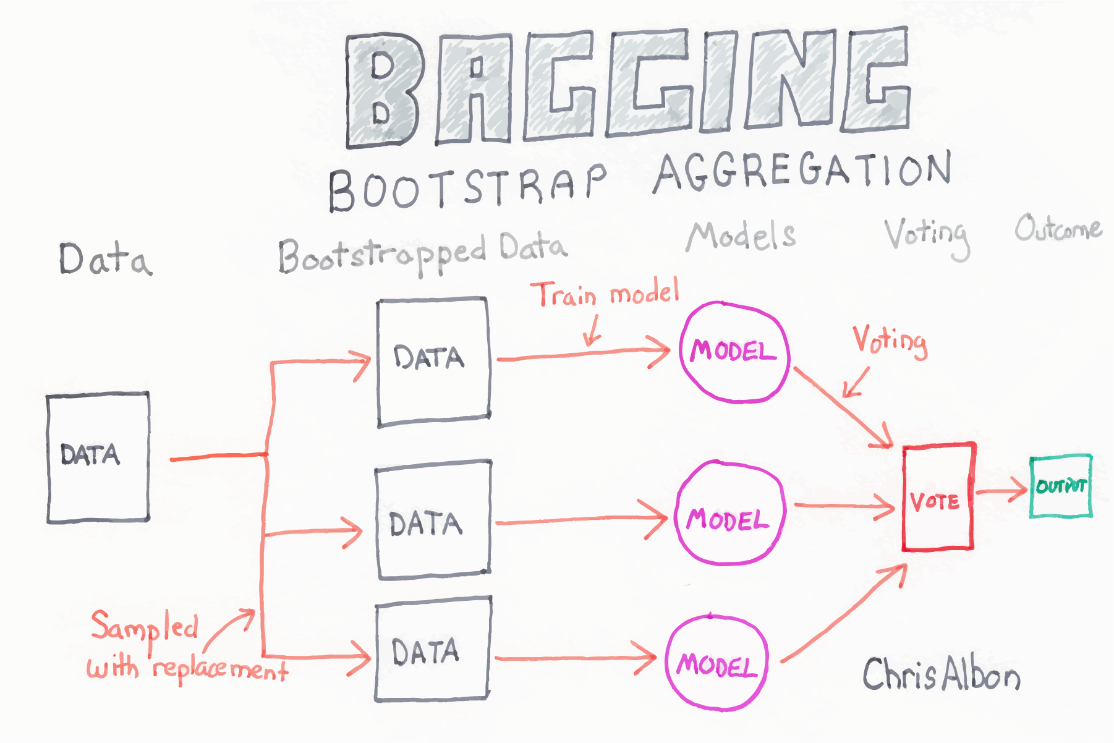 BAGGING
BOOTSTRAP AGGREGATION
Data
Bootstrapped Data
Models
Voting
Outcome
Train model
Voting
DATA
DATA
MODEL
DATA
MODEL
VOTE
OUTPUT
Sampled
with replacement
DATA
MODEL
ChrisAlbon